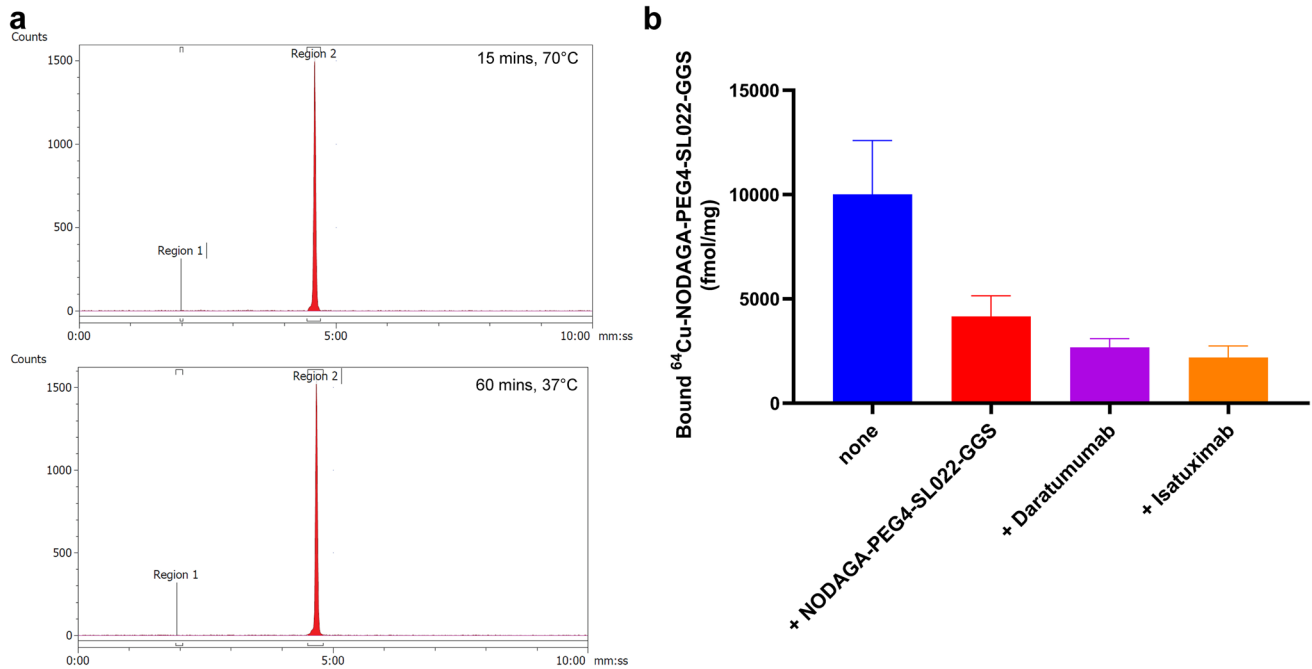 a
Counts
1500
1000
500
0
Region 1
Region 2
15 mins, 70°C
0:00
5:00
10:00
mm:ss
Counts
1500
1000
500
0
Region 1
Region 2
60 mins, 37°C
0:00
5:00
10:00
mm:ss
b
Bound ⁶⁴Cu-NODAGA-PEG4-SL022-GGS
(fmol/mg)
15000
10000
5000
0
none
+ NODAGA-PEG4-SL022-GGS
+ Daratumumab
+ Isatuximab